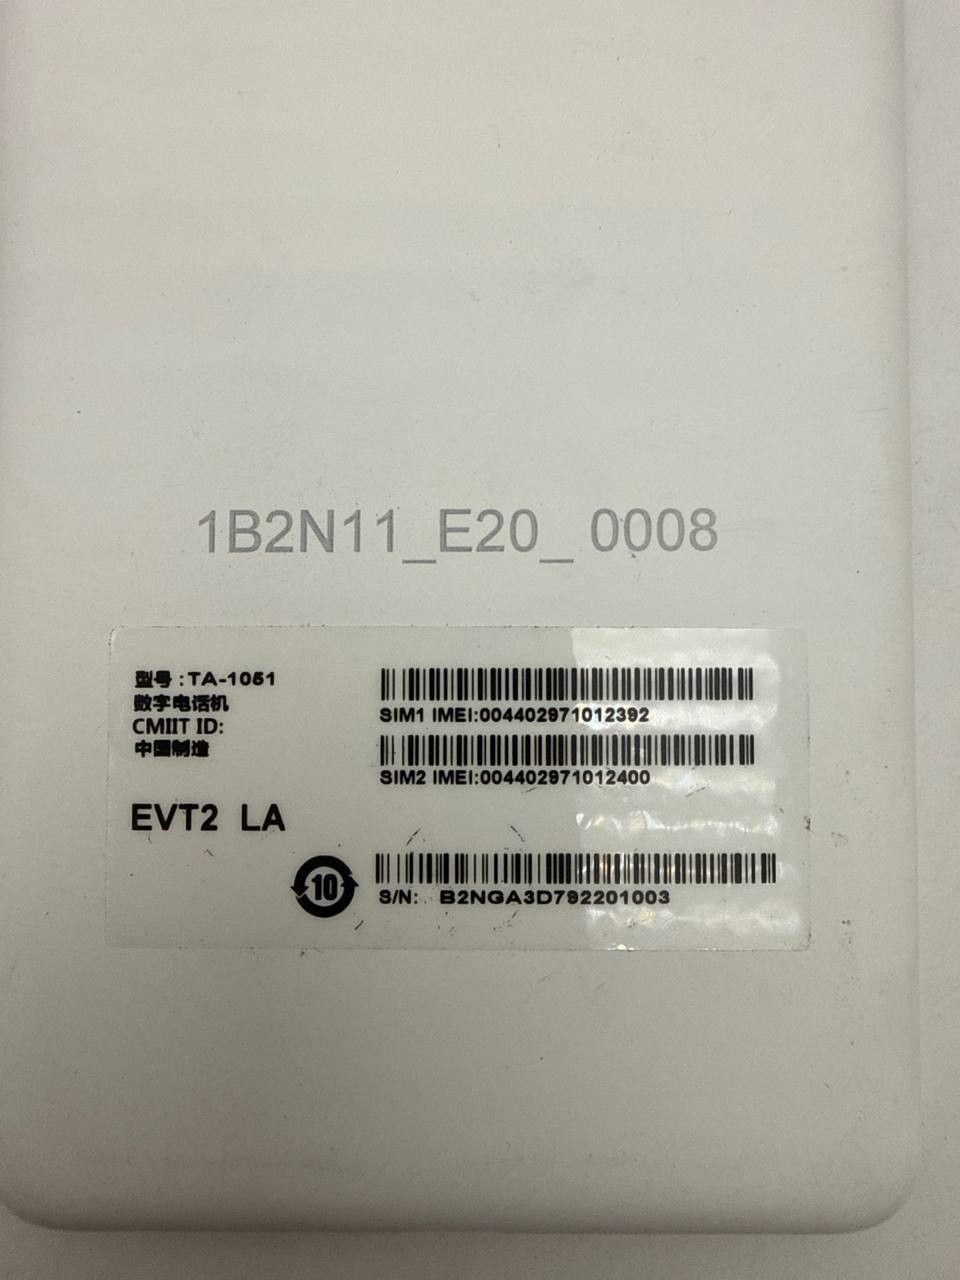 1B2N11_E20_ 0008
型号:TA-1051
数字电话机
CMIIT ID:
中国制造
SIM1 IMEI:004402971012392
SIM2 IMEI:004402971012400
EVT2 LA
10
S/N: B2NGA3D792201003